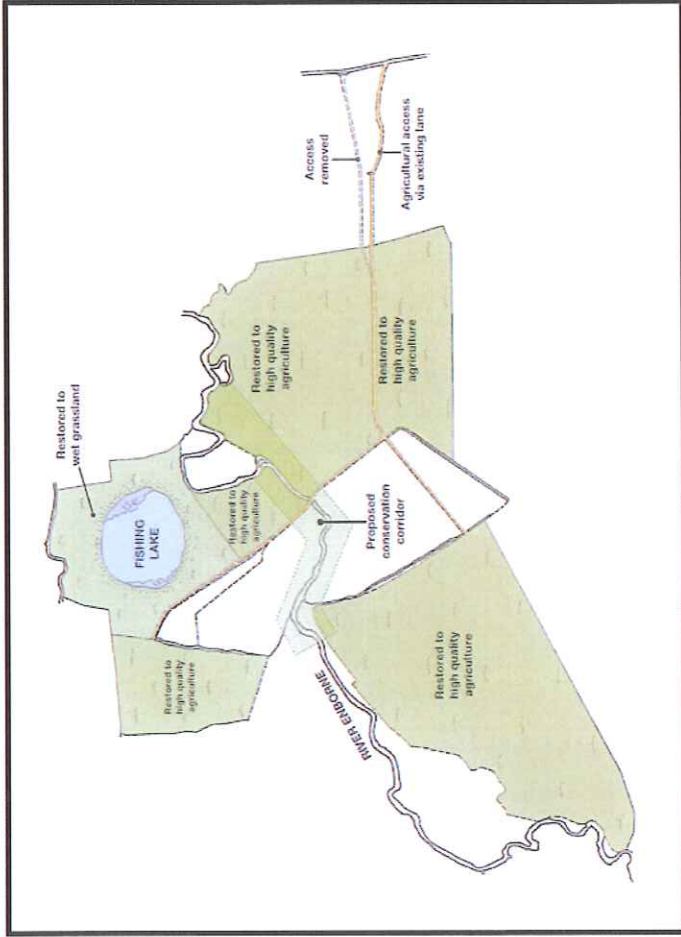 Restored to
wet grassland
FISHING
LAKE
Restored to
high quality
agriculture
Restored to
high quality
agriculture
Restored to
high quality
agriculture
Restored to
high quality
agriculture
Restored to
high quality
agriculture
Proposed
conservation
corridor
RIVER ENBORNE
Access
removed
Agricultural access
via existing lane